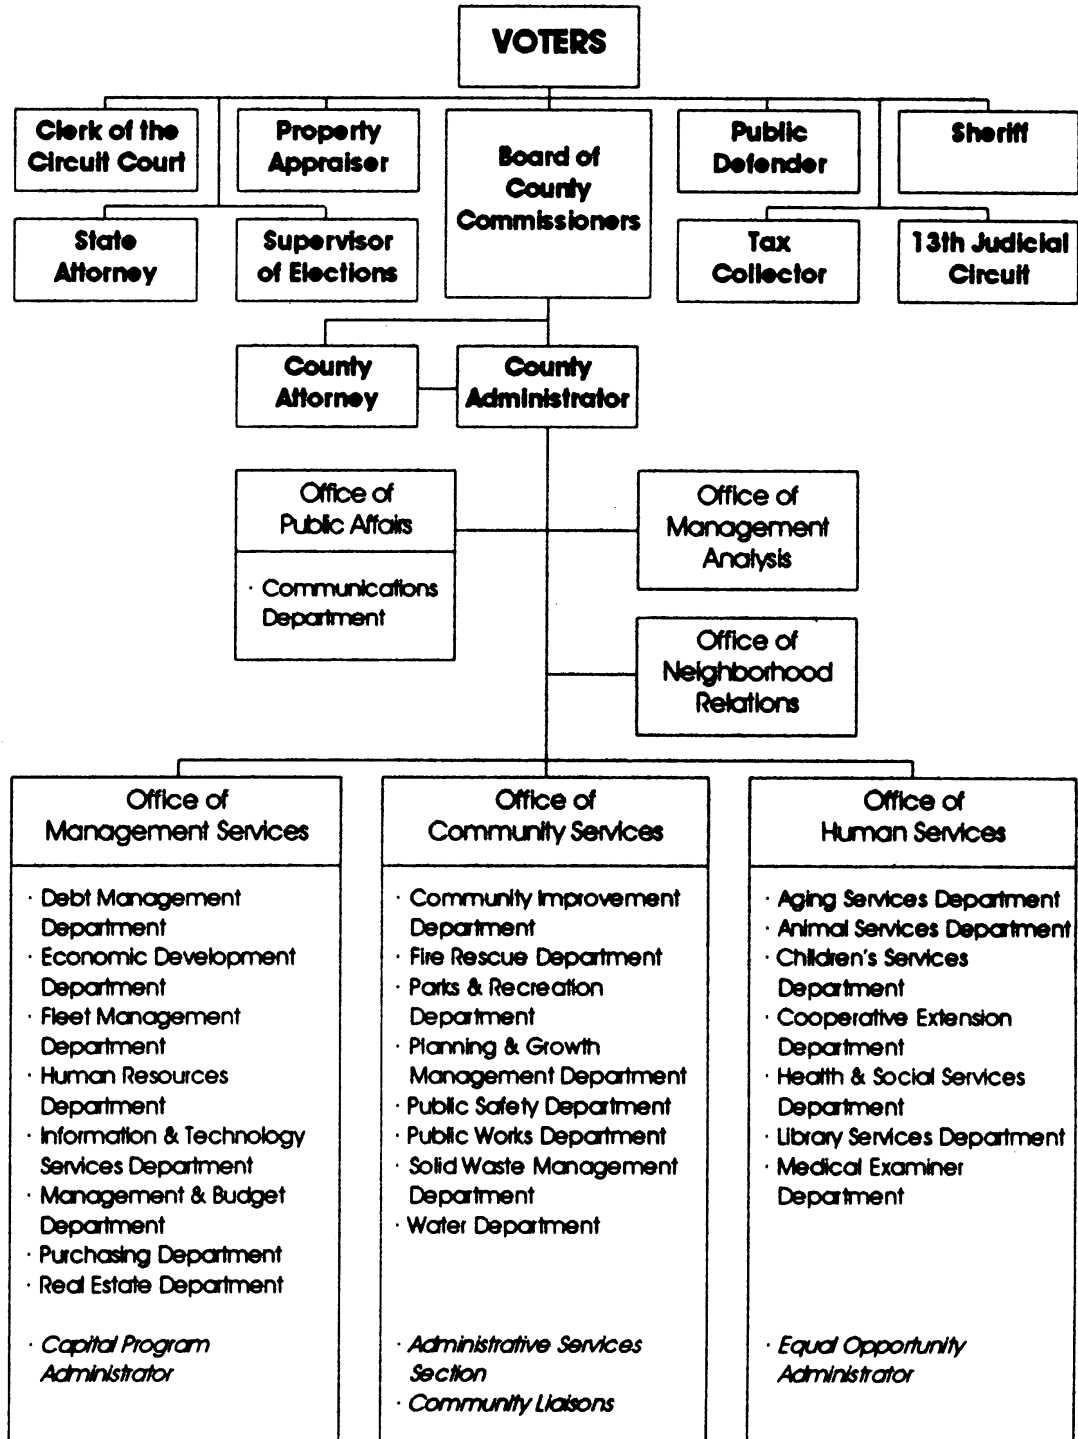 VOTERS
Clerk of the
Circuit Court
Property
Appraiser
Board of
County
Commissioners
Public
Defender
Sheriff
State
Attorney
Supervisor
of Elections
Tax
Collector
13th Judicial
Circuit
County
Attorney
County
Administrator
Office of
Public Affairs
· Communications
Department
Office of
Management
Analysis
Office of
Neighborhood
Relations
Office of
Management Services
· Debt Management
Department
· Economic Development
Department
· Fleet Management
Department
· Human Resources
Department
· Information & Technology
Services Department
· Management & Budget
Department
· Purchasing Department
· Real Estate Department
· Capital Program
Administrator
Office of
Community Services
· Community Improvement
Department
· Fire Rescue Department
· Parks & Recreation
Department
· Planning & Growth
Management Department
· Public Safety Department
· Public Works Department
· Solid Waste Management
Department
· Water Department
· Administrative Services
Section
· Community Liaisons
Office of
Human Services
· Aging Services Department
· Animal Services Department
· Children's Services
Department
· Cooperative Extension
Department
· Health & Social Services
Department
· Library Services Department
· Medical Examiner
Department
· Equal Opportunity
Administrator